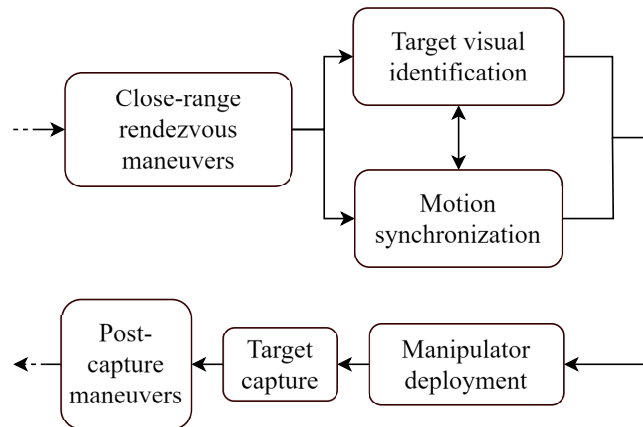 Close-range
rendezvous
maneuvers
Target visual
identification
Motion
synchronization
Post-
capture
maneuvers
Target
capture
Manipulator
deployment